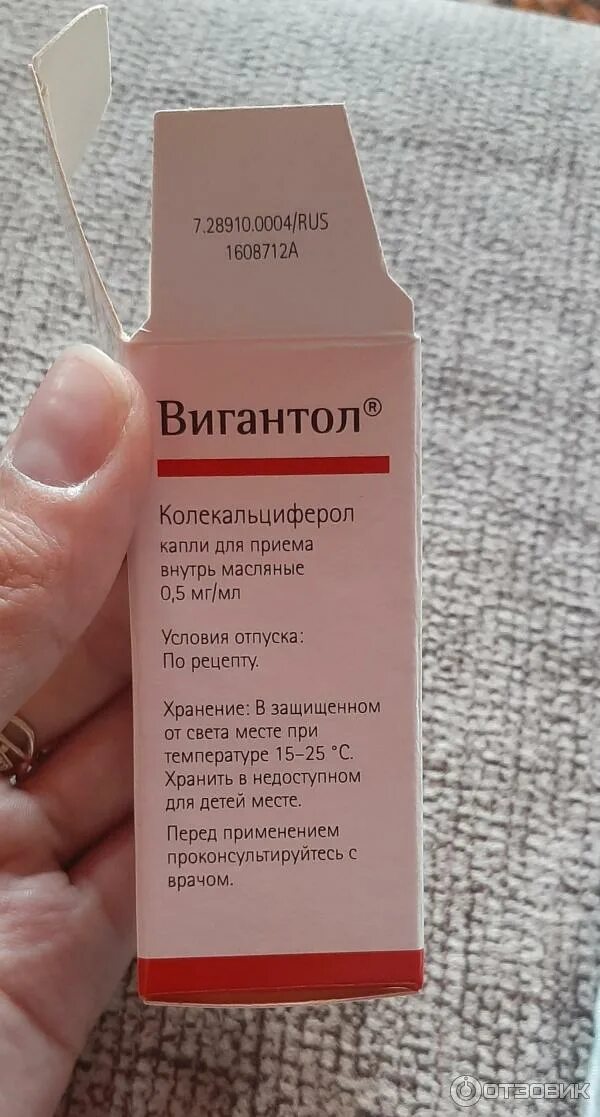 7.28910.0004/RUS
1608712A
Вигантол®
Колекальциферол
капли для приема
внутрь масляные
0,5 мг/мл
Условия отпуска:
По рецепту.
Хранение: В защищенном
от света месте при
температуре 15–25 °C.
Хранить в недоступном
для детей месте.
Перед применением
проконсультируйтесь с
врачом.
ОТЗОВИК